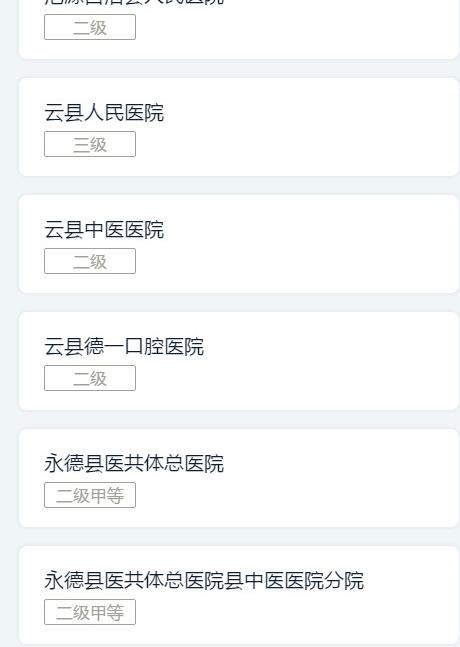 二级
云县人民医院
三级
云县中医医院
二级
云县德一口腔医院
二级
永德县医共体总医院
二级甲等
永德县医共体总医院县中医医院分院
二级甲等